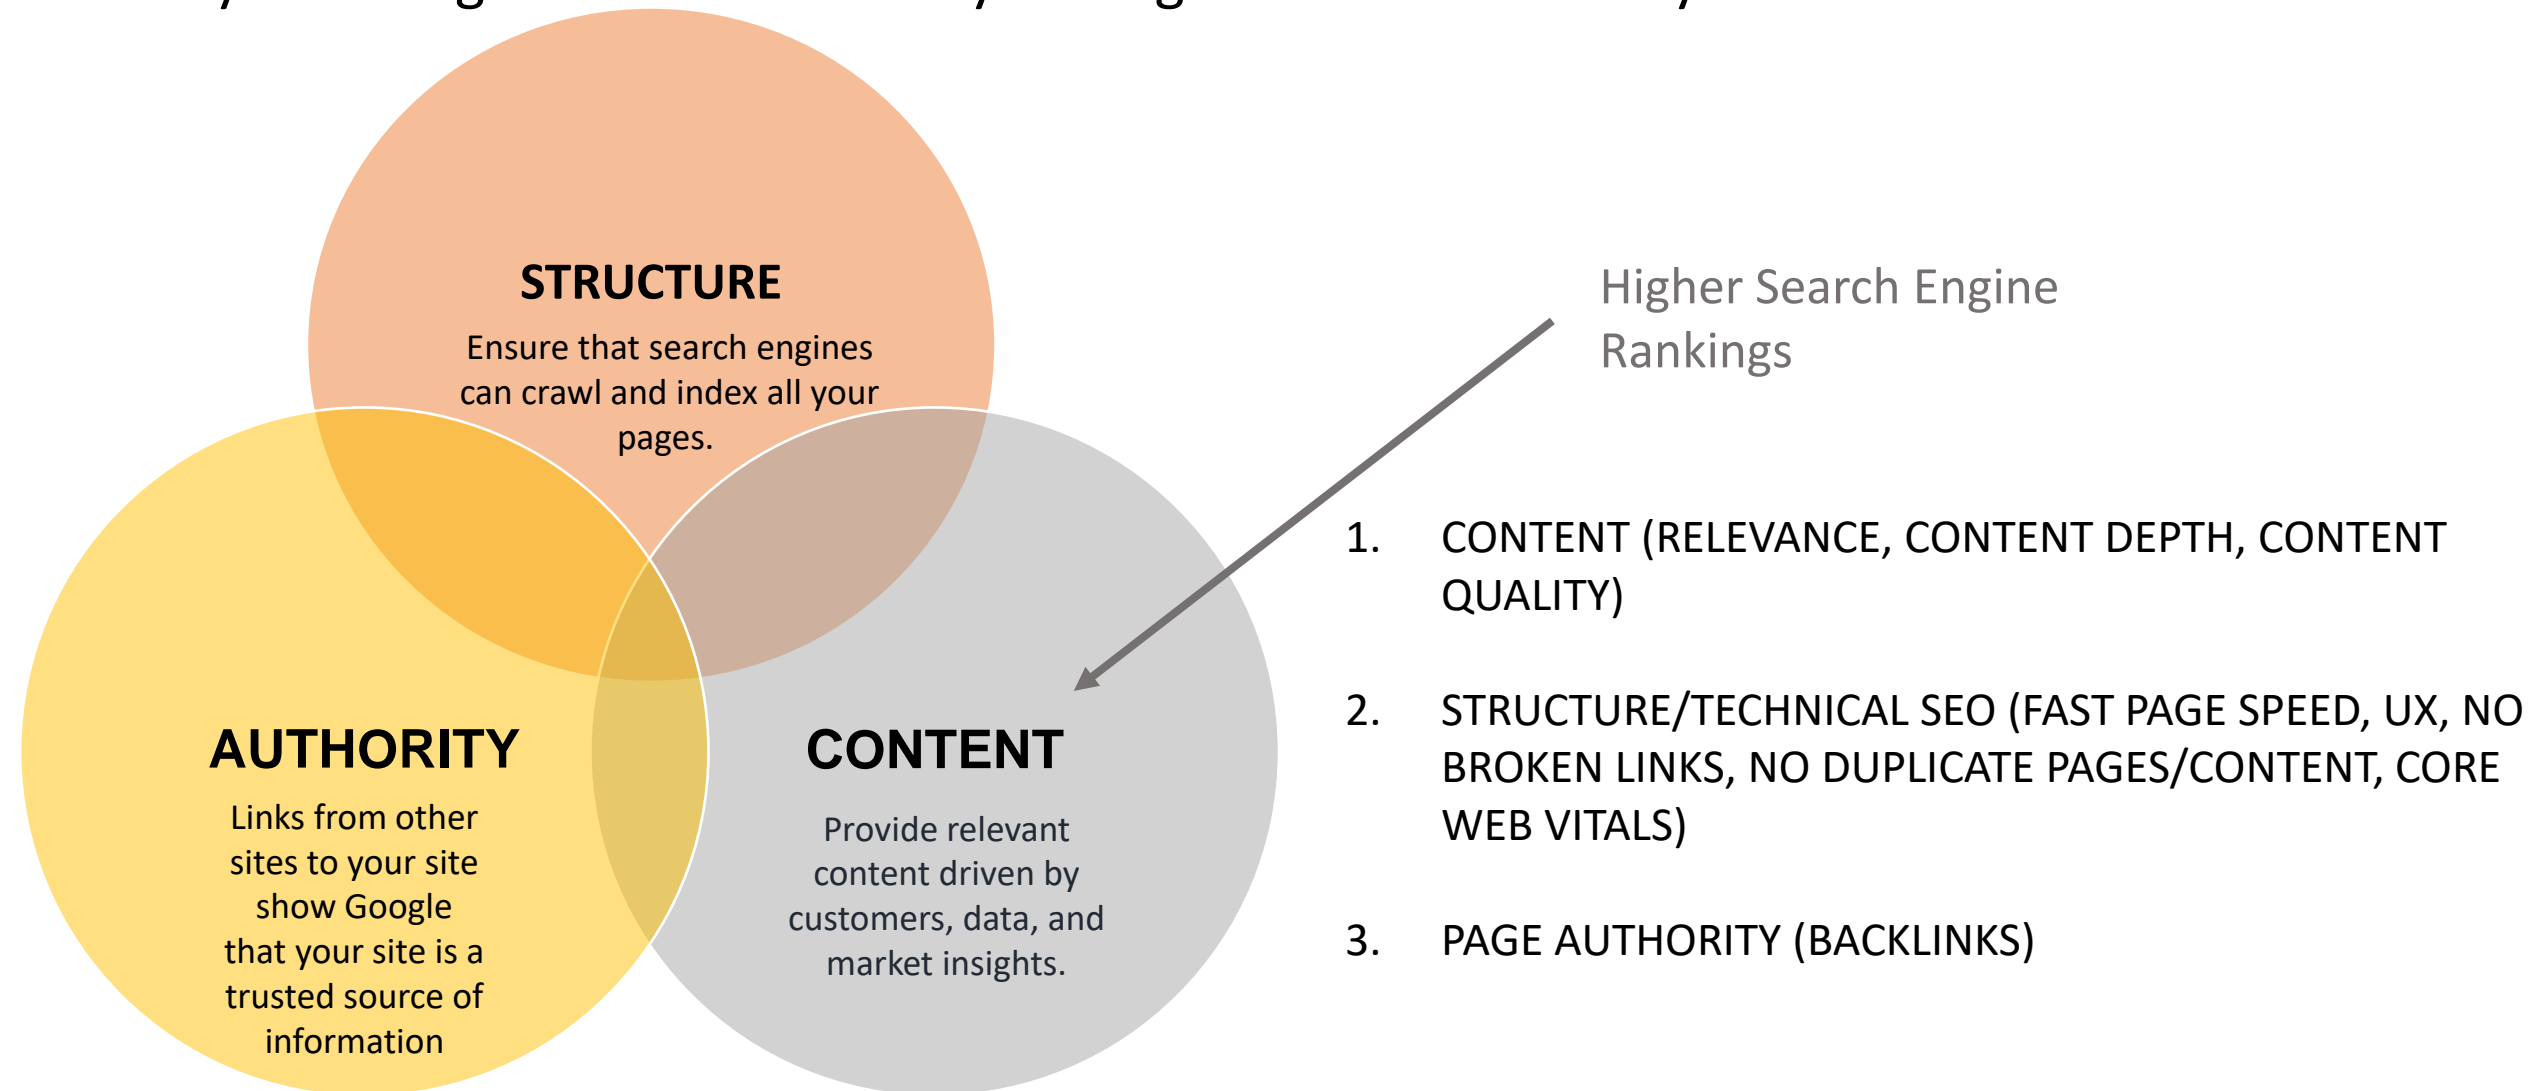 STRUCTURE
Ensure that search engines
can crawl and index all your
pages.
AUTHORITY
Links from other
sites to your site
show Google
that your site is a
trusted source of
information
CONTENT
Provide relevant
content driven by
customers, data, and
market insights.
Higher Search Engine
Rankings
1. CONTENT (RELEVANCE, CONTENT DEPTH, CONTENT
QUALITY)
2. STRUCTURE/TECHNICAL SEO (FAST PAGE SPEED, UX, NO
BROKEN LINKS, NO DUPLICATE PAGES/CONTENT, CORE
WEB VITALS)
3. PAGE AUTHORITY (BACKLINKS)